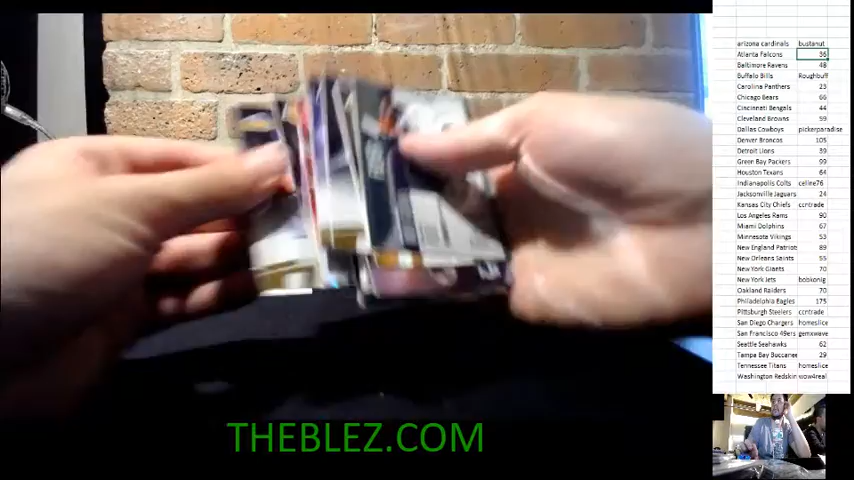 arizona cardinals bustanut
Atlanta Falcons 36
Baltimore Ravens 48
Buffalo Bills Roughbuff
Carolina Panthers 23
Chicago Bears 66
Cincinnati Bengals 44
Cleveland Browns 59
Dallas Cowboys pickerparadise
Denver Broncos 105
Detroit Lions 39
Green Bay Packers 99
Houston Texans 64
Indianapolis Colts celine76
Jacksonville Jaguars 24
Kansas City Chiefs ccntrade
Los Angeles Rams 90
Miami Dolphins 67
Minnesota Vikings 53
New England Patriots 89
New Orleans Saints 55
New York Giants 70
New York Jets bobkonig
Oakland Raiders 70
Philadelphia Eagles 175
Pittsburgh Steelers ccntrade
San Diego Chargers homeslice
San Francisco 49ers gemxwave
Seattle Seahawks 62
Tampa Bay Buccanee 29
Tennessee Titans homeslice
Washington Redskin wow4real
THEBLEZ.COM